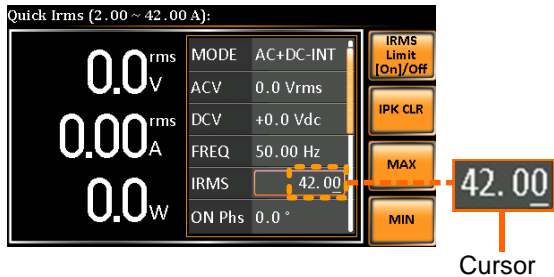 Quick Irms (2.00 ~ 42.00 A):
0.0 rms V
0.00 rms A
0.0 W
MODE AC+DC-INT
ACV 0.0 Vrms
DCV +0.0 Vdc
FREQ 50.00 Hz
IRMS 42.00
ON Phs 0.0 °
IRMS
Limit
[On]/Off
IPK CLR
MAX
MIN
42.00
Cursor